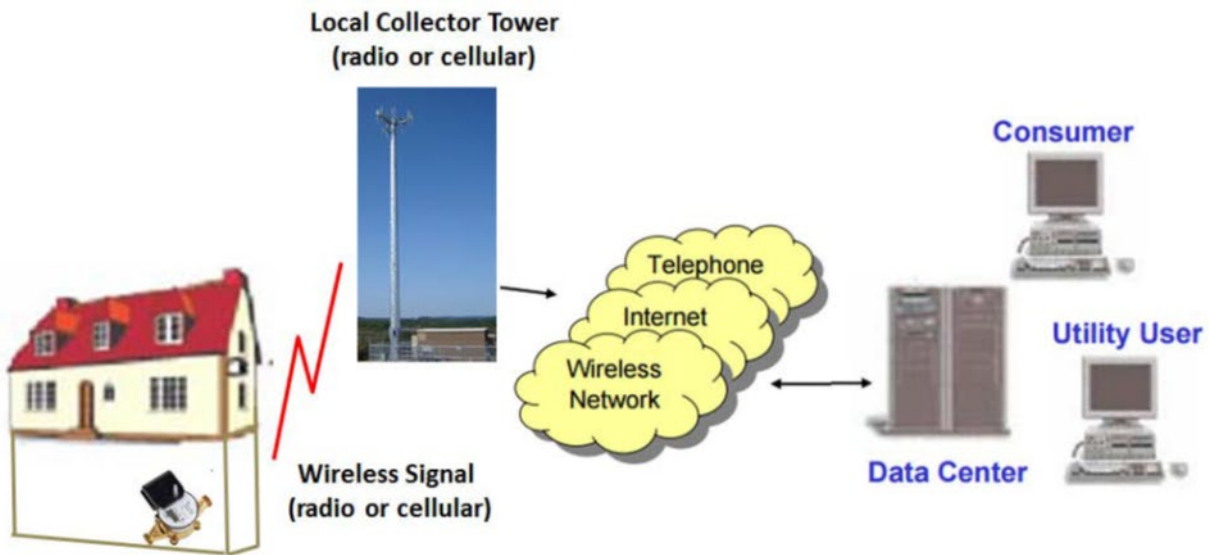 Local Collector Tower
(radio or cellular)
Consumer
Telephone
Internet
Wireless
Network
Utility User
Data Center
Wireless Signal
(radio or cellular)